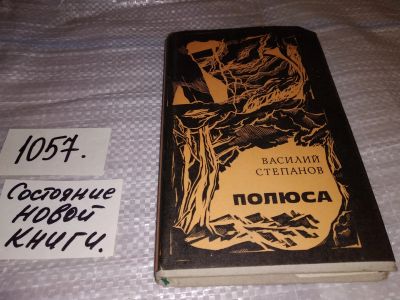 1057.
Состояние
новой
книги.
ВАСИЛИЙ
СТЕПАНОВ
ПОЛЮСА